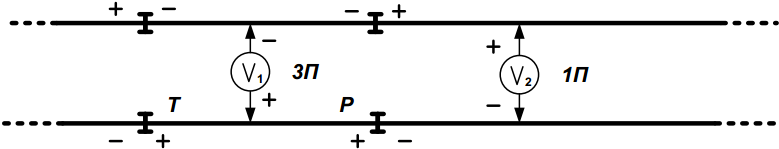 + − − +
− +
V₁ 3П V₂ 1П
+ −
T P
− + + −